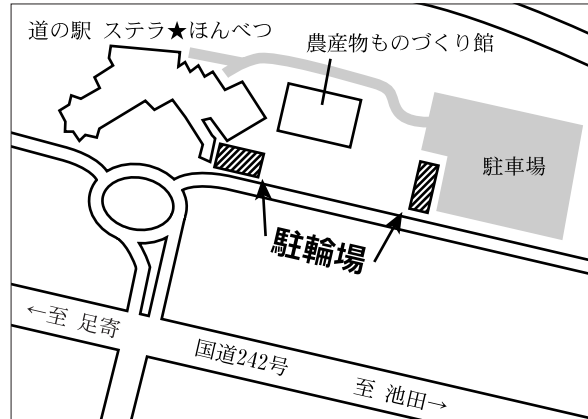 道の駅 ステラ★ほんべつ
農産物ものづくり館
駐車場
駐輪場
←至 足寄
国道242号
至 池田→